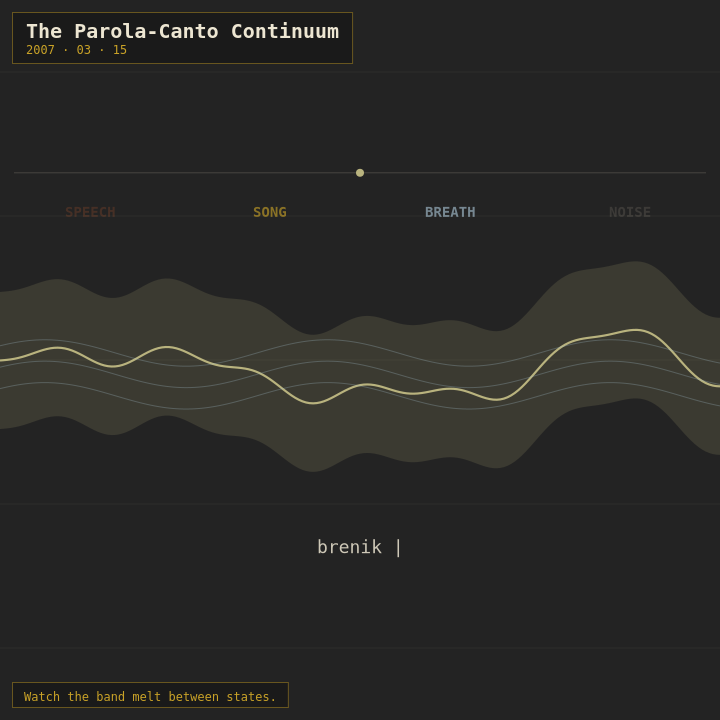 The Parola-Canto Continuum
2007 · 03 · 15
SPEECH SONG BREATH NOISE
brenik |
Watch the band melt between states.